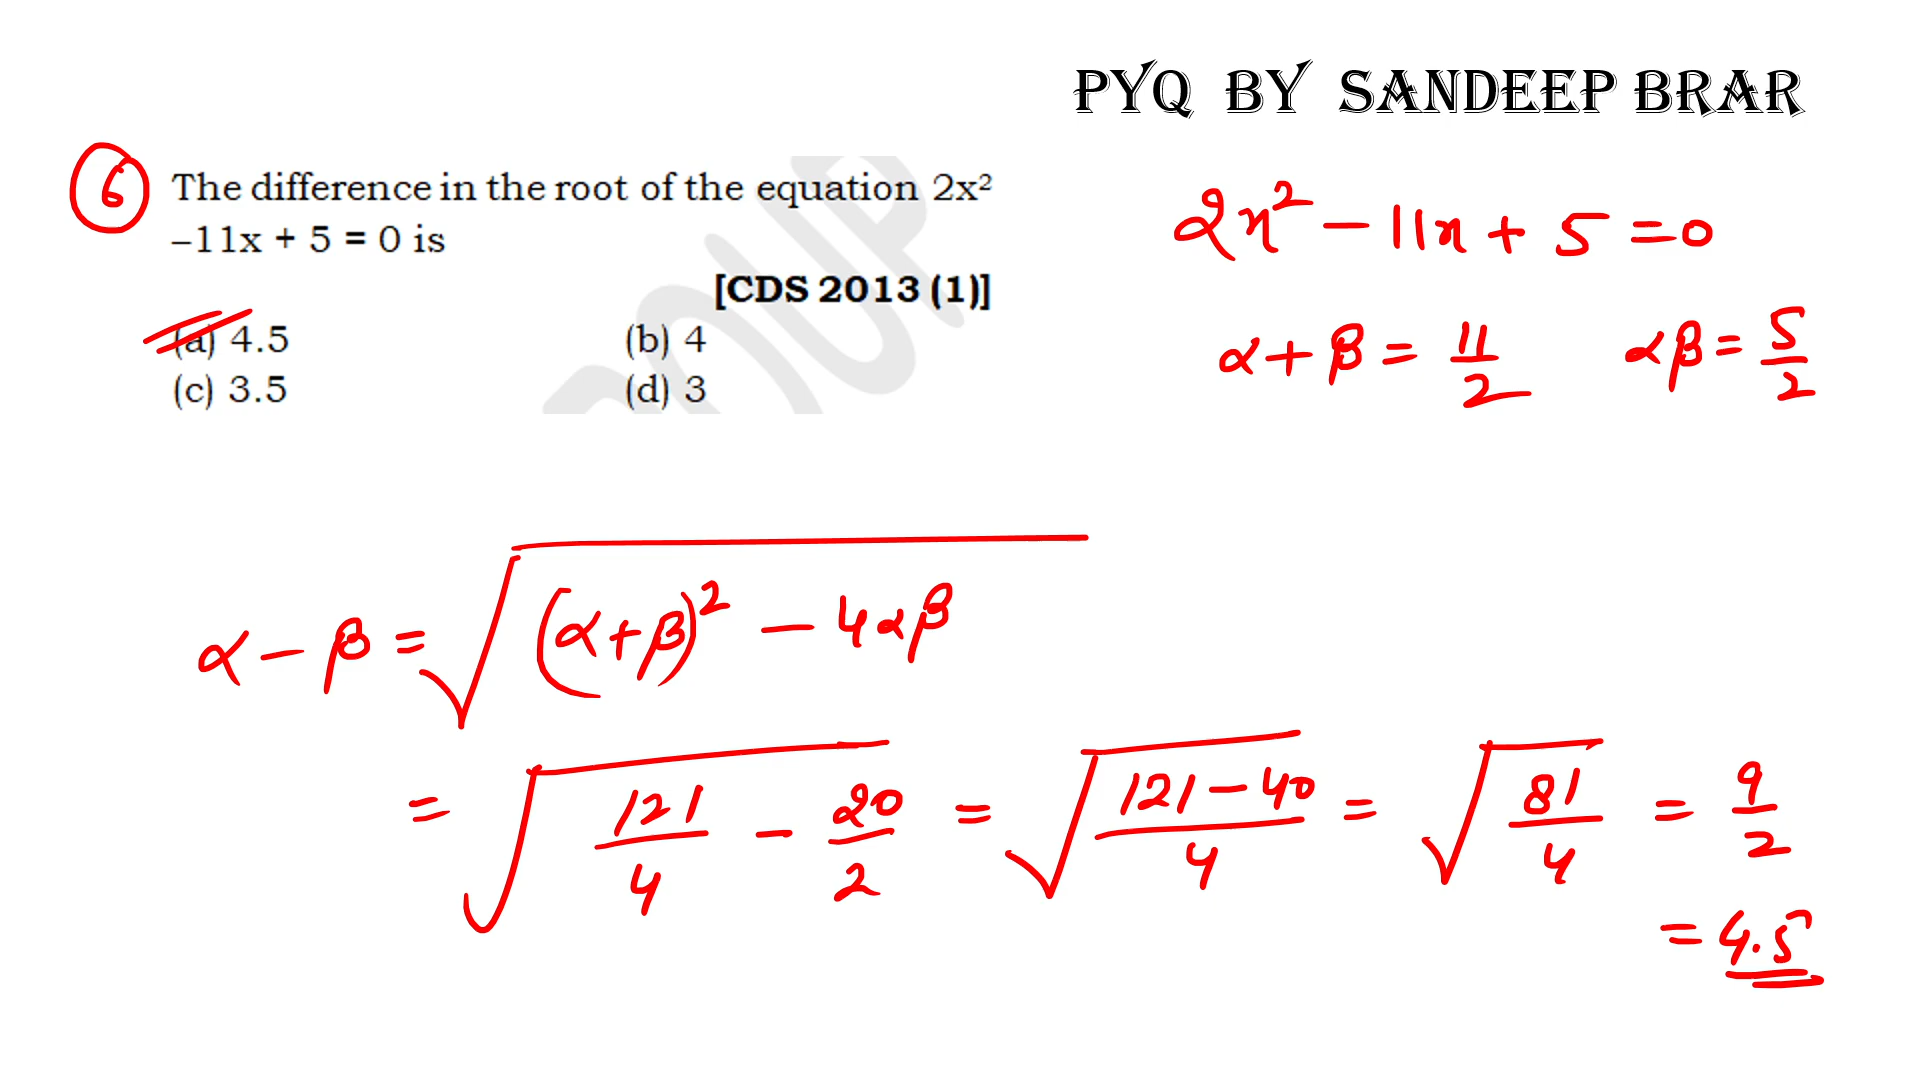 PYQ BY SANDEEP BRAR
6 The difference in the root of the equation 2x²
–11x + 5 = 0 is
[CDS 2013 (1)]
(a) 4.5 (b) 4
(c) 3.5 (d) 3
2x² – 11x + 5 = 0
α + β = 11/2 αβ = 5/2
α – β = √((α+β)² – 4αβ)
= √(121/4 – 20/2) = √((121–40)/4) = √(81/4) = 9/2
= 4.5